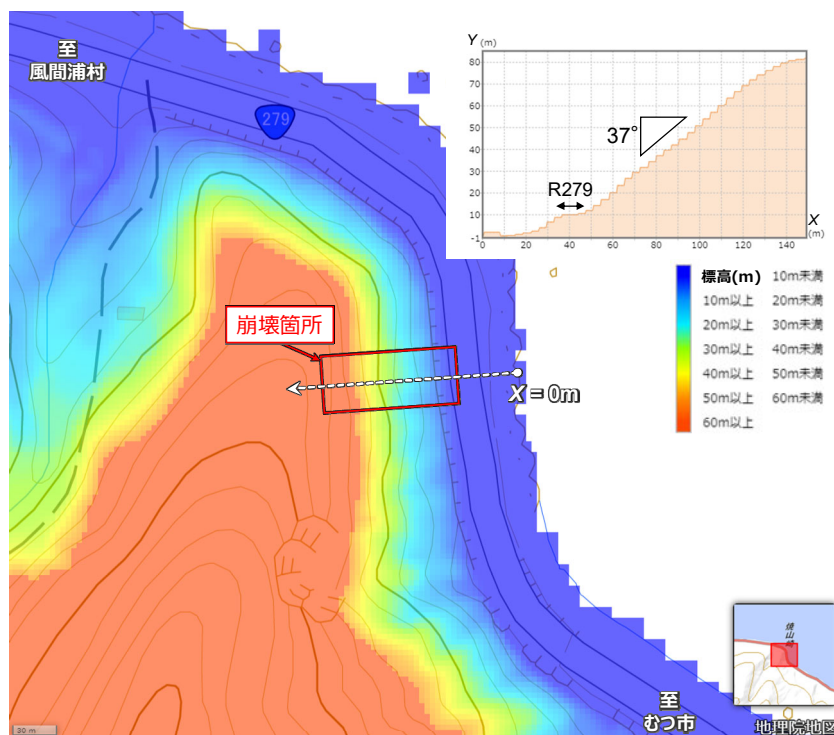 至
風間浦村
279
Y (m)
80
70
60
50
40
30
20
10
-1
37°
R279
X
(m)
0 20 40 60 80 100 120 140
標高(m) 10m未満
10m以上 20m未満
20m以上 30m未満
30m以上 40m未満
40m以上 50m未満
50m以上 60m未満
60m以上
崩壊箇所
X = 0m
焼山崎
至
むつ市
30 m
地理院地図